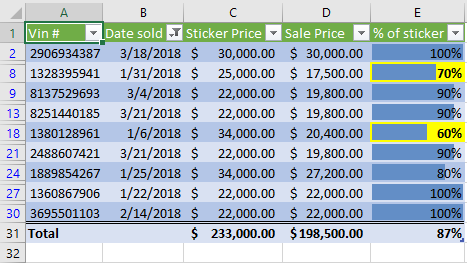 A B C D E
1 Vin # Date sold Sticker Price Sale Price % of sticker
2 2906934387 3/18/2018 $ 30,000.00 $ 30,000.00 100%
8 1328395941 1/31/2018 $ 25,000.00 $ 17,500.00 70%
9 8137529693 3/4/2018 $ 22,000.00 $ 19,800.00 90%
13 8251440185 3/21/2018 $ 22,000.00 $ 19,800.00 90%
18 1380128961 1/6/2018 $ 34,000.00 $ 20,400.00 60%
21 2488607421 3/21/2018 $ 22,000.00 $ 19,800.00 90%
24 1889854267 1/25/2018 $ 34,000.00 $ 27,200.00 80%
27 1360867906 1/22/2018 $ 22,000.00 $ 22,000.00 100%
30 3695501103 2/14/2018 $ 22,000.00 $ 22,000.00 100%
31 Total $ 233,000.00 $198,500.00 87%
32